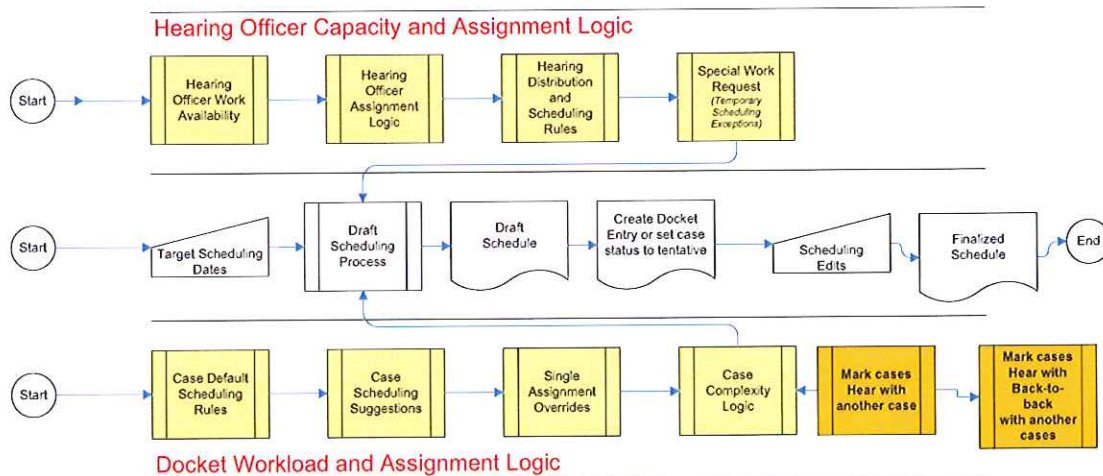 Hearing Officer Capacity and Assignment Logic
Start
Hearing
Officer Work
Availability
Hearing
Officer
Assignment
Logic
Hearing
Distribution
and
Scheduling
Rules
Special Work
Request
(Temporary
Scheduling
Exceptions)
Start
Target Scheduling
Dates
Draft
Scheduling
Process
Draft
Schedule
Create Docket
Entry or set case
status to tentative
Scheduling
Edits
Finalized
Schedule
End
Start
Case Default
Scheduling
Rules
Case
Scheduling
Suggestions
Single
Assignment
Overrides
Case
Complexity
Logic
Mark cases
Hear with
another case
Mark cases
Hear with
Back-to-
back
with another
cases
Docket Workload and Assignment Logic